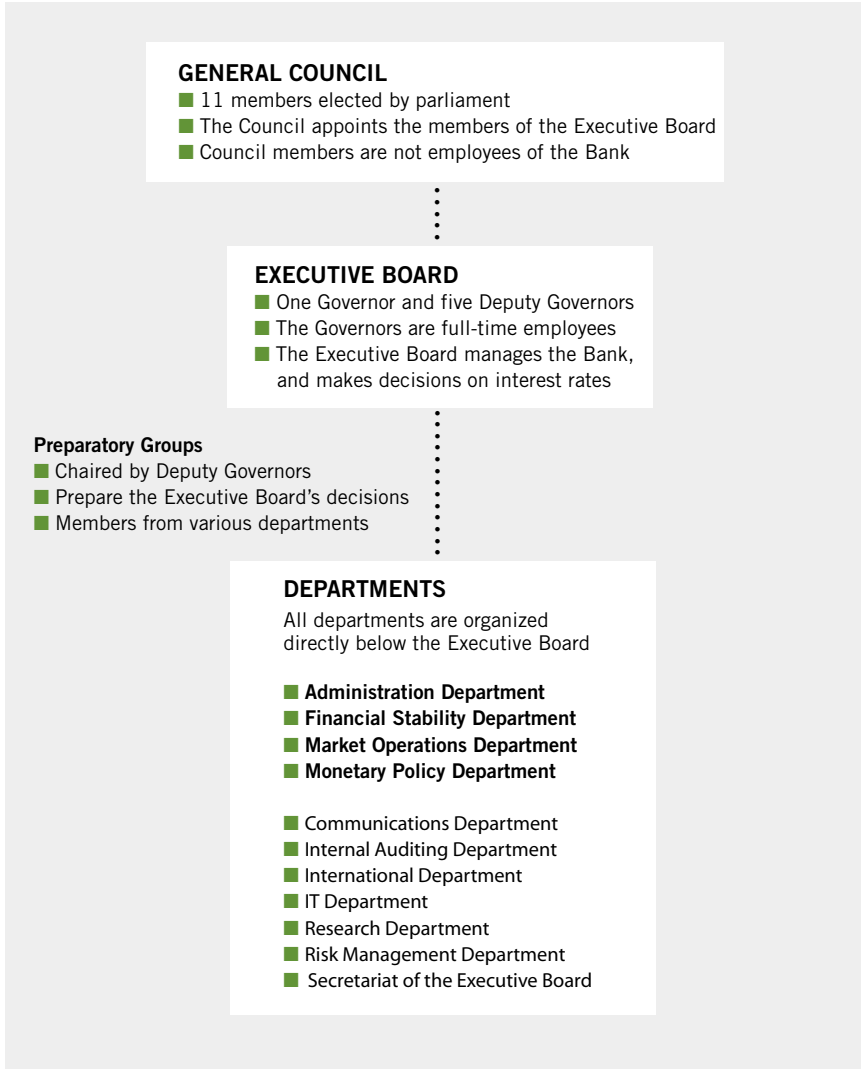 GENERAL COUNCIL
■ 11 members elected by parliament
■ The Council appoints the members of the Executive Board
■ Council members are not employees of the Bank
EXECUTIVE BOARD
■ One Governor and five Deputy Governors
■ The Governors are full-time employees
■ The Executive Board manages the Bank,
and makes decisions on interest rates
Preparatory Groups
■ Chaired by Deputy Governors
■ Prepare the Executive Board's decisions
■ Members from various departments
DEPARTMENTS
All departments are organized
directly below the Executive Board
■ Administration Department
■ Financial Stability Department
■ Market Operations Department
■ Monetary Policy Department
■ Communications Department
■ Internal Auditing Department
■ International Department
■ IT Department
■ Research Department
■ Risk Management Department
■ Secretariat of the Executive Board